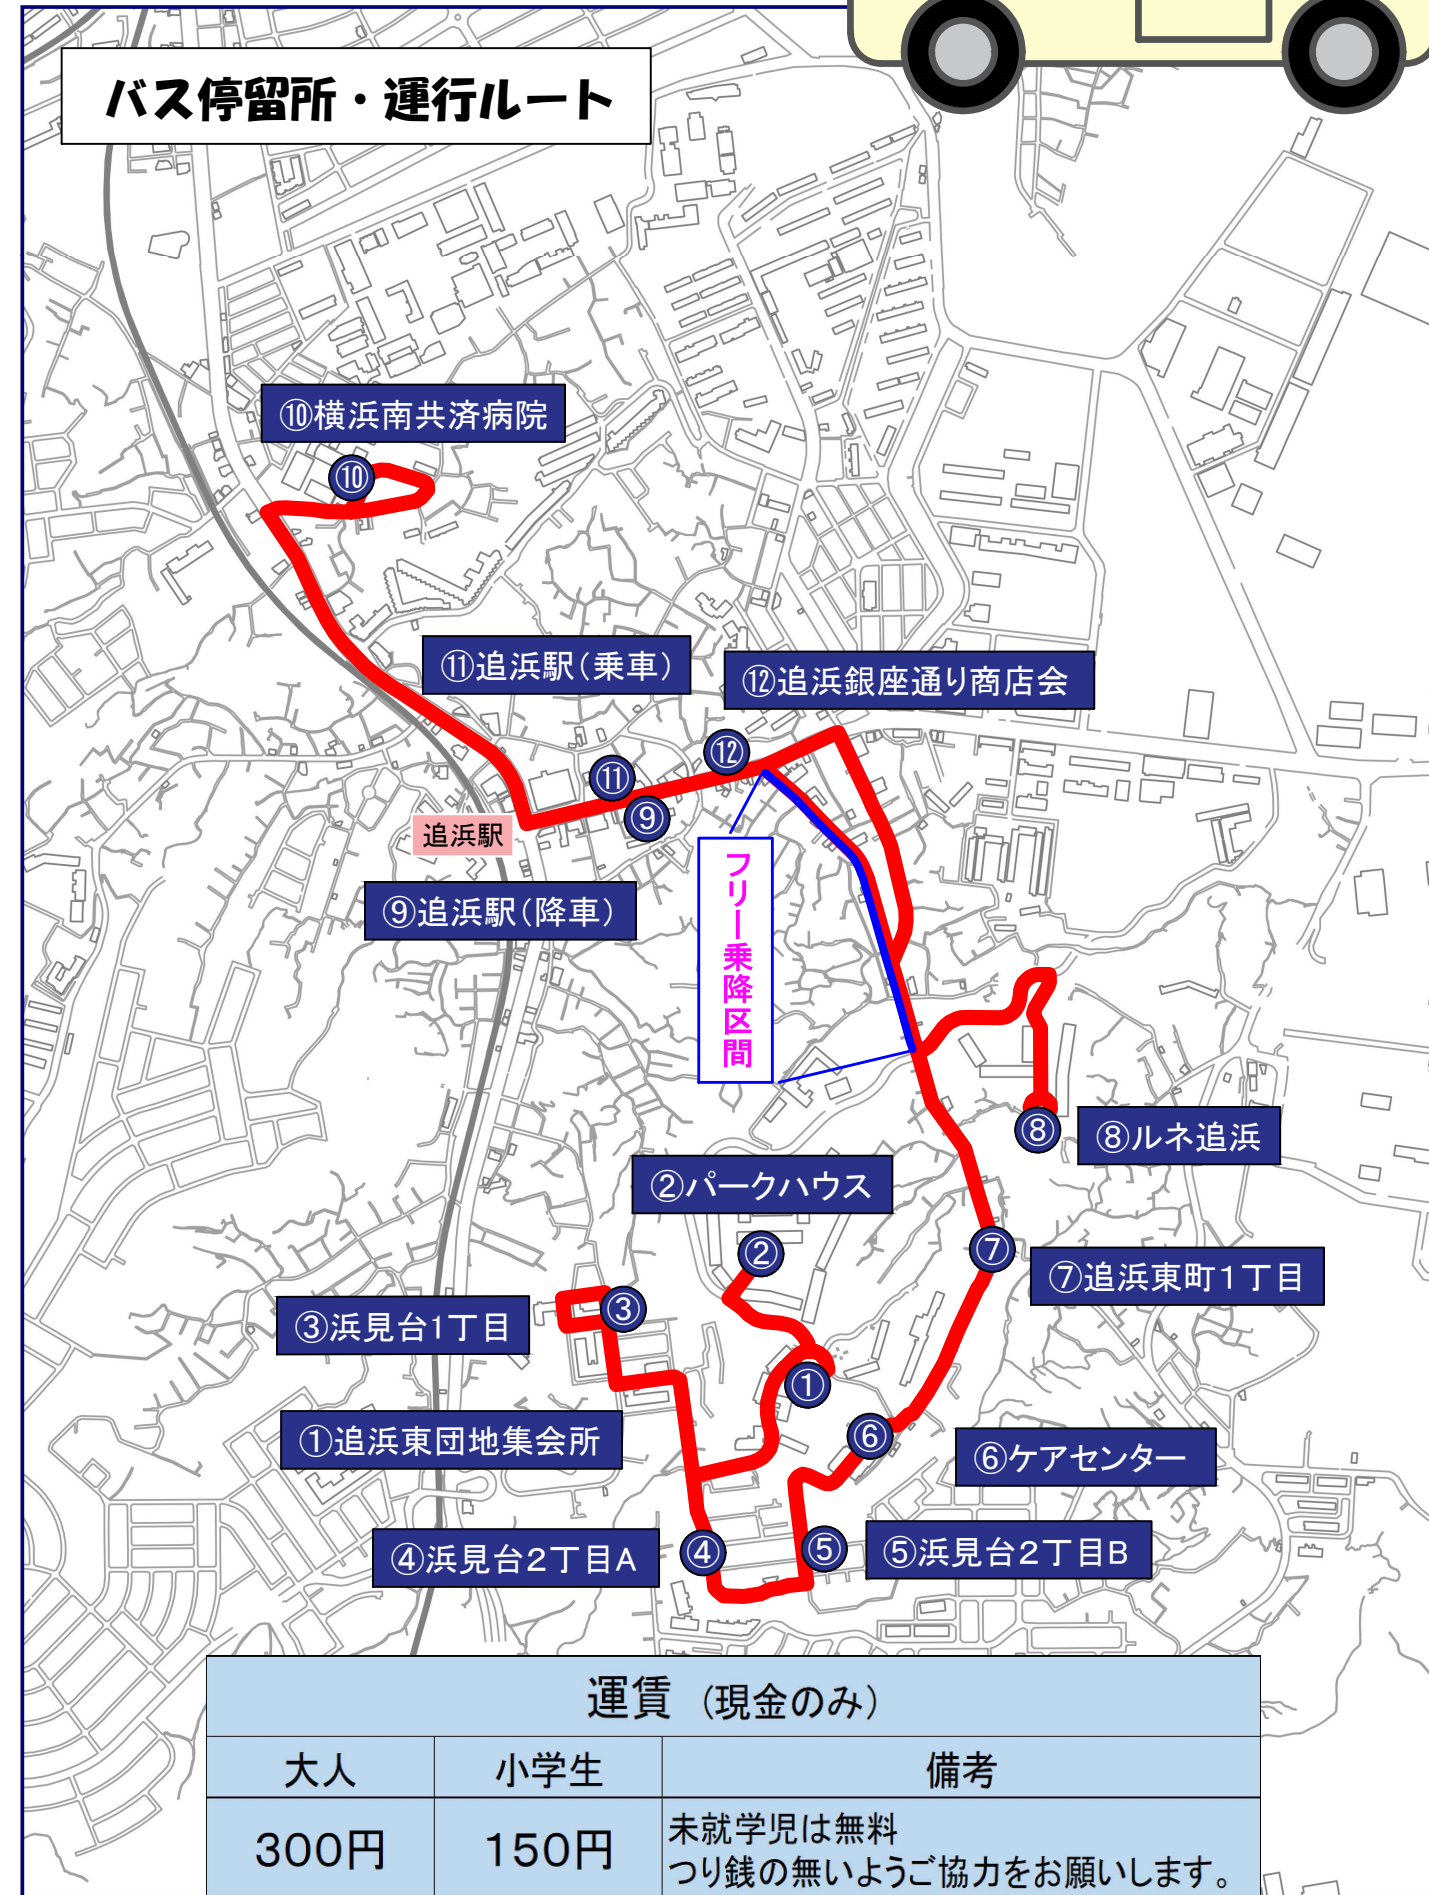 バス停留所・運行ルート
⑩横浜南共済病院
⑩
⑪追浜駅(乗車)
⑫追浜銀座通り商店会
⑫
⑪
⑨
追浜駅
⑨追浜駅(降車)
フリー乗降区間
⑧
⑧ルネ追浜
②パークハウス
②
⑦
⑦追浜東町1丁目
③浜見台1丁目
③
①
①追浜東団地集会所
⑥
⑥ケアセンター
④浜見台2丁目A
④
⑤
⑤浜見台2丁目B
運賃 (現金のみ)
大人 小学生 備考
300円 150円 未就学児は無料
つり銭の無いようご協力をお願いします。